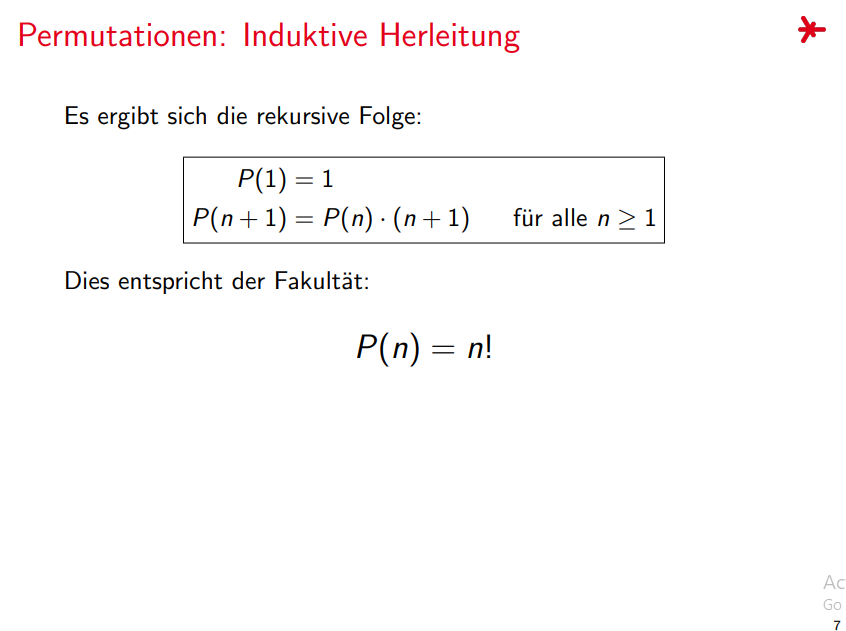 Permutationen: Induktive Herleitung
Es ergibt sich die rekursive Folge:
P(1) = 1
P(n + 1) = P(n) · (n + 1) für alle n ≥ 1
Dies entspricht der Fakultät:
P(n) = n!
Ac
Go
7